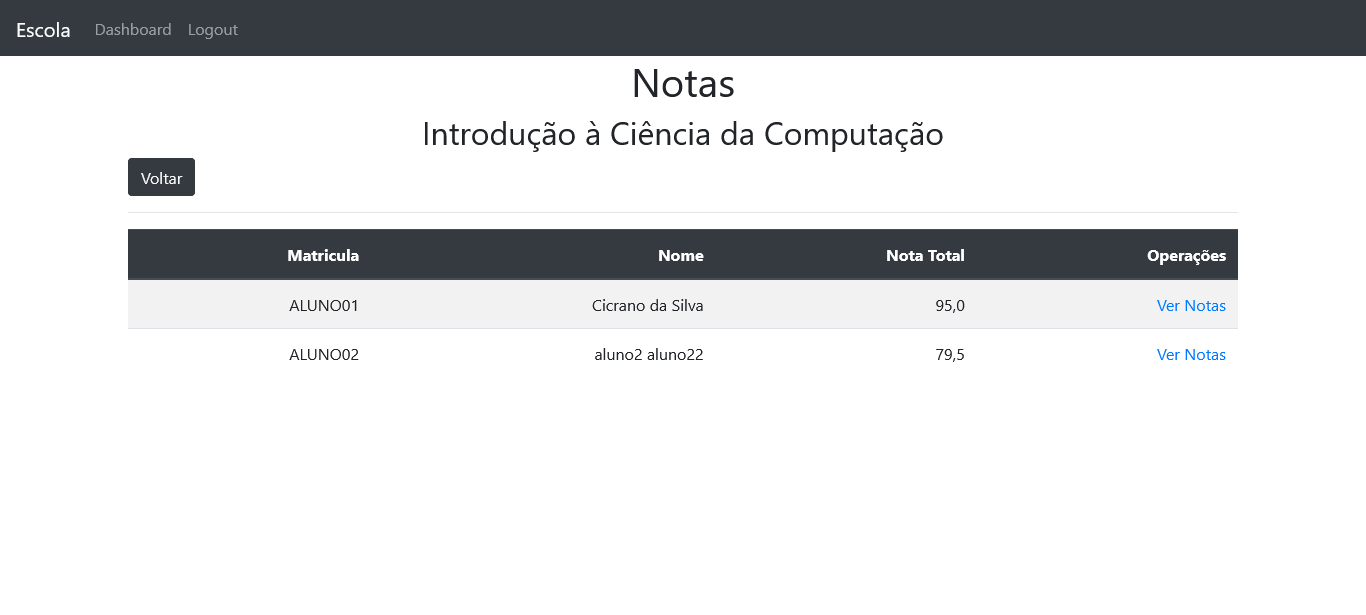 Escola Dashboard Logout
Notas
Introdução à Ciência da Computação
Voltar
Matricula Nome Nota Total Operações
ALUNO01 Cicrano da Silva 95,0 Ver Notas
ALUNO02 aluno2 aluno22 79,5 Ver Notas